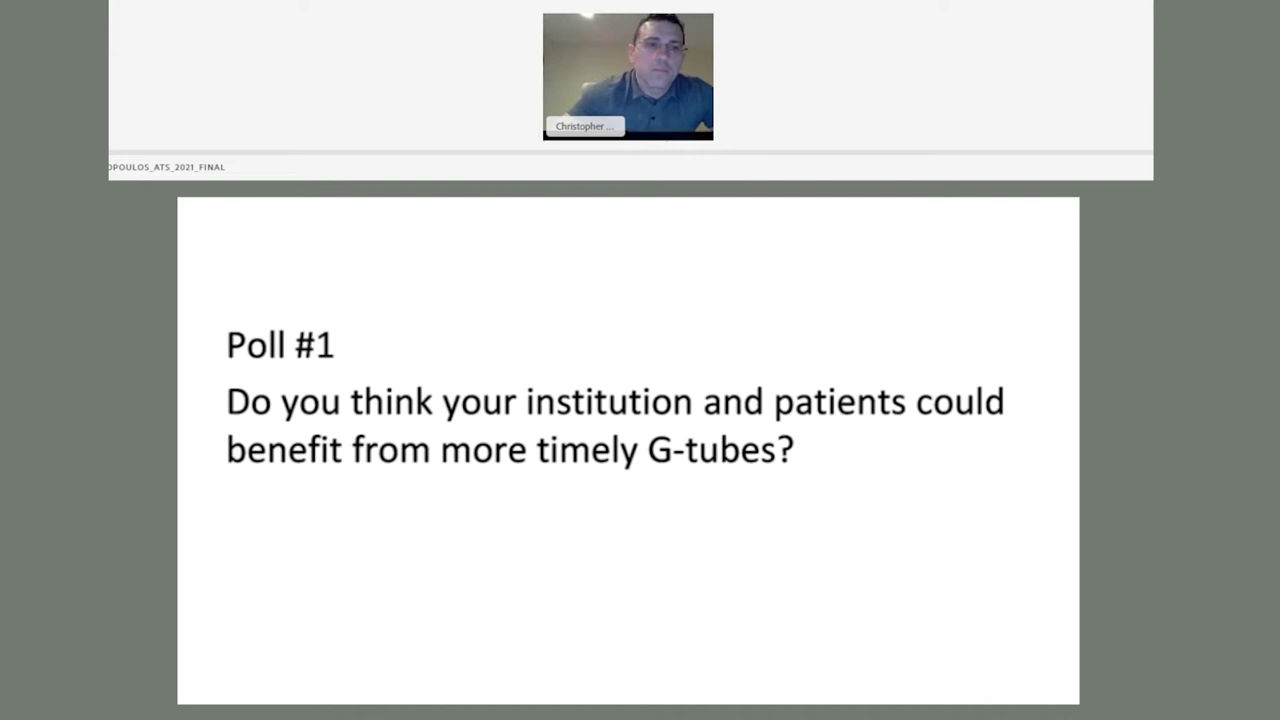 Christopher ...
OPOULOS_ATS_2021_FINAL
Poll #1
Do you think your institution and patients could
benefit from more timely G-tubes?